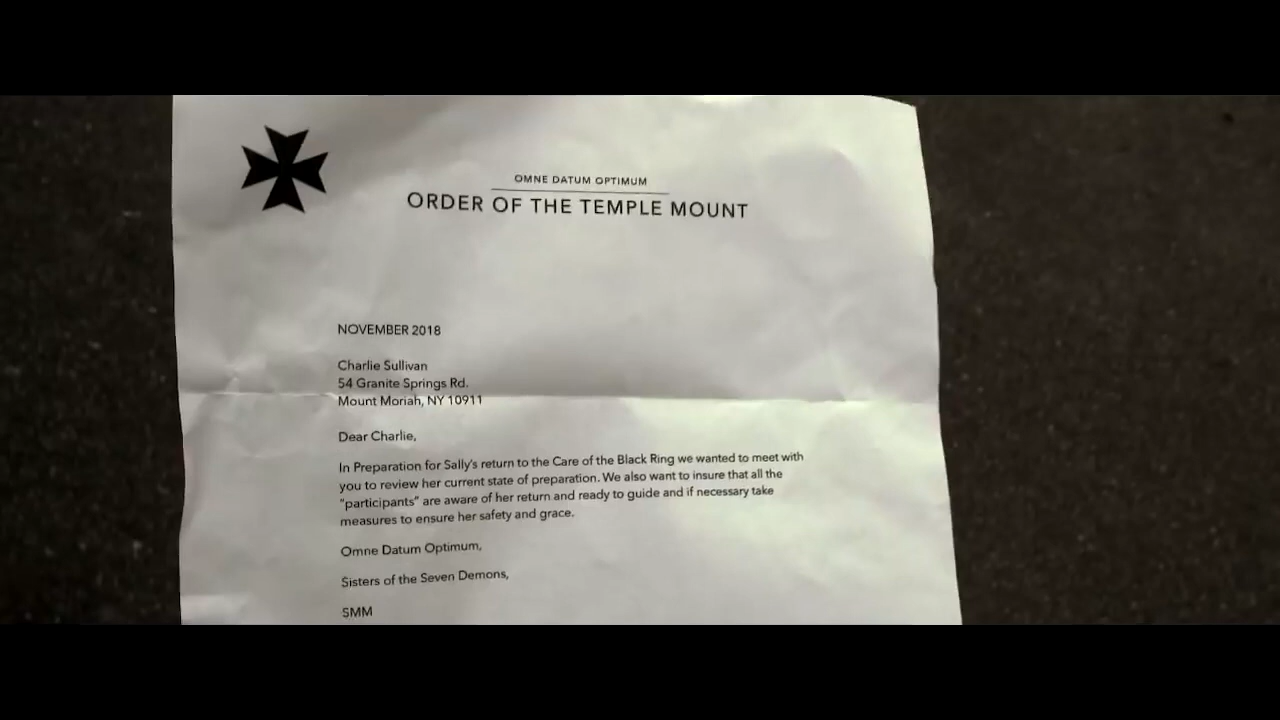 OMNE DATUM OPTIMUM
ORDER OF THE TEMPLE MOUNT
NOVEMBER 2018
Charlie Sullivan
54 Granite Springs Rd.
Mount Moriah, NY 10911
Dear Charlie,
In Preparation for Sally's return to the Care of the Black Ring we wanted to meet with
you to review her current state of preparation. We also want to insure that all the
"participants" are aware of her return and ready to guide and if necessary take
measures to ensure her safety and grace.
Omne Datum Optimum,
Sisters of the Seven Demons,
SMM